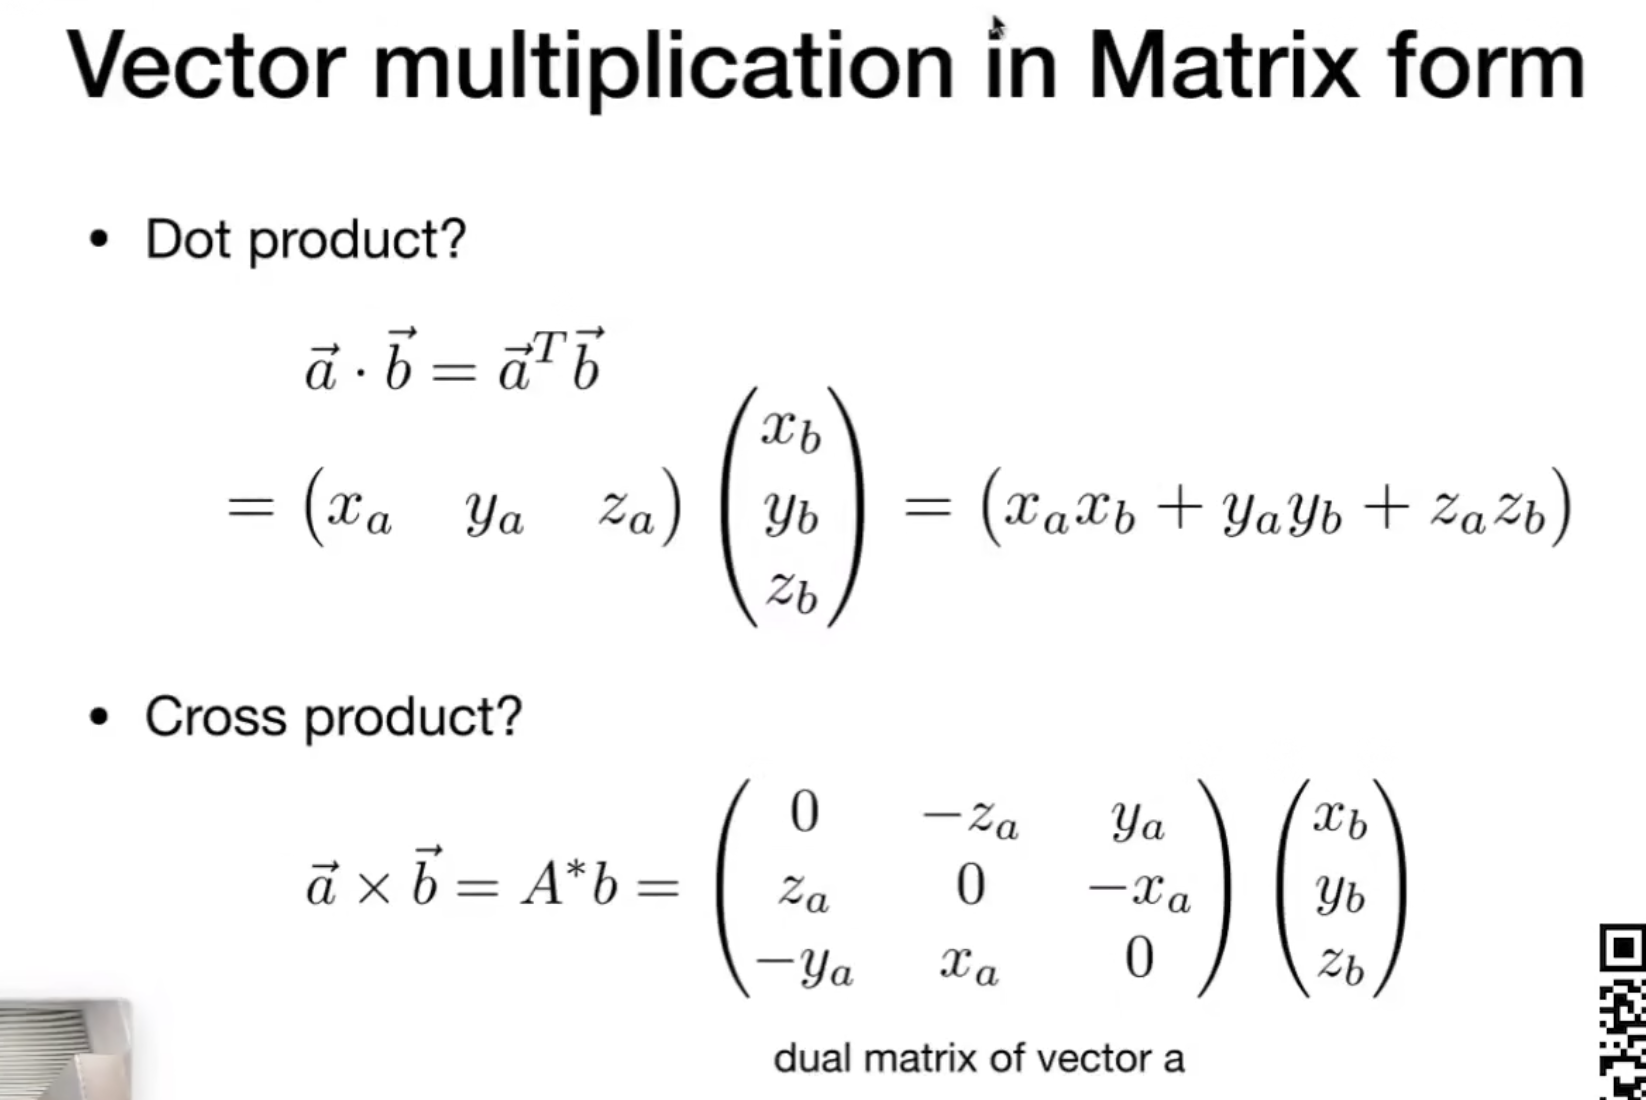 Vector multiplication in Matrix form
• Dot product?
\vec{a} \cdot \vec{b} = \vec{a}^T \vec{b}
= \begin{pmatrix} x_a & y_a & z_a \end{pmatrix} \begin{pmatrix} x_b \\ y_b \\ z_b \end{pmatrix} = \begin{pmatrix} x_a x_b + y_a y_b + z_a z_b \end{pmatrix}
• Cross product?
\vec{a} \times \vec{b} = A^* b = \begin{pmatrix} 0 & -z_a & y_a \\ z_a & 0 & -x_a \\ -y_a & x_a & 0 \end{pmatrix} \begin{pmatrix} x_b \\ y_b \\ z_b \end{pmatrix}
dual matrix of vector a